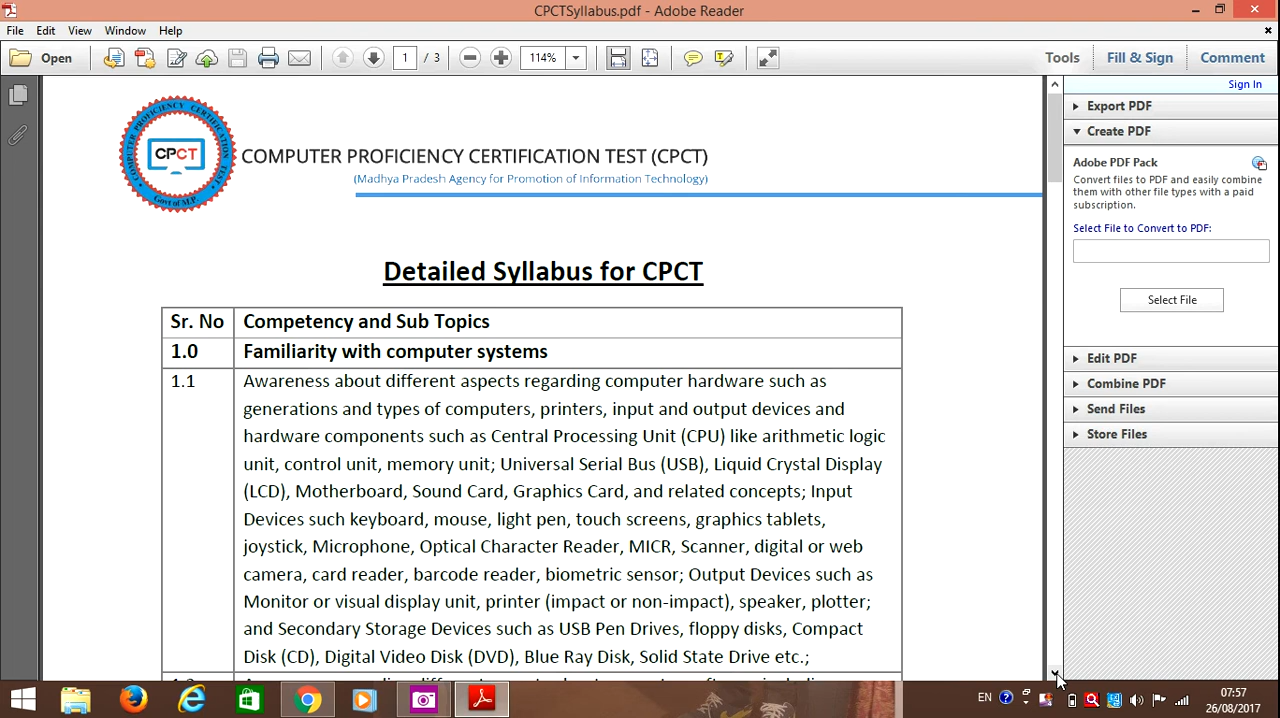 CPCTSyllabus.pdf - Adobe Reader
File Edit View Window Help
Open 1 / 3 114% Tools Fill & Sign Comment
Sign In
Export PDF
Create PDF
Adobe PDF Pack
Convert files to PDF and easily combine
them with other file types with a paid
subscription.
Select File to Convert to PDF:
Select File
Edit PDF
Combine PDF
Send Files
Store Files
COMPUTER PROFICIENCY CERTIFICATION TEST
CPCT
Govt of M.P.
COMPUTER PROFICIENCY CERTIFICATION TEST (CPCT)
(Madhya Pradesh Agency for Promotion of Information Technology)
Detailed Syllabus for CPCT
Sr. No Competency and Sub Topics
1.0 Familiarity with computer systems
1.1 Awareness about different aspects regarding computer hardware such as
generations and types of computers, printers, input and output devices and
hardware components such as Central Processing Unit (CPU) like arithmetic logic
unit, control unit, memory unit; Universal Serial Bus (USB), Liquid Crystal Display
(LCD), Motherboard, Sound Card, Graphics Card, and related concepts; Input
Devices such keyboard, mouse, light pen, touch screens, graphics tablets,
joystick, Microphone, Optical Character Reader, MICR, Scanner, digital or web
camera, card reader, barcode reader, biometric sensor; Output Devices such as
Monitor or visual display unit, printer (impact or non-impact), speaker, plotter;
and Secondary Storage Devices such as USB Pen Drives, floppy disks, Compact
Disk (CD), Digital Video Disk (DVD), Blue Ray Disk, Solid State Drive etc.;
EN 07:57
26/08/2017